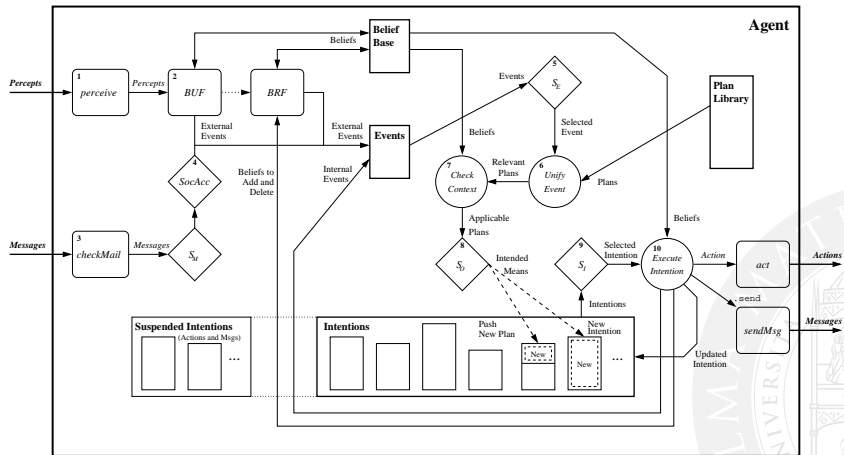 Agent
Belief
Base
Beliefs
Percepts
1
perceive
Percepts
2
BUF
BRF
Events
5
S_E
Plan
Library
External
Events
External
Events
Events
Selected
Event
Beliefs
4
SocAcc
Beliefs to
Add and
Delete
Internal
Events
7
Check
Context
Relevant
Plans
6
Unify
Event
Plans
Beliefs
Messages
3
checkMail
Messages
S_M
Applicable
Plans
8
S_O
Intended
Means
9
S_I
Selected
Intention
10
Execute
Intention
Action
act
Actions
.send
sendMsg
Messages
Intentions
Suspended Intentions
(Actions and Msgs)
...
Intentions
Push
New Plan
New
New
Intention
New
...
Updated
Intention
ALMA MAT
UNIVERSI